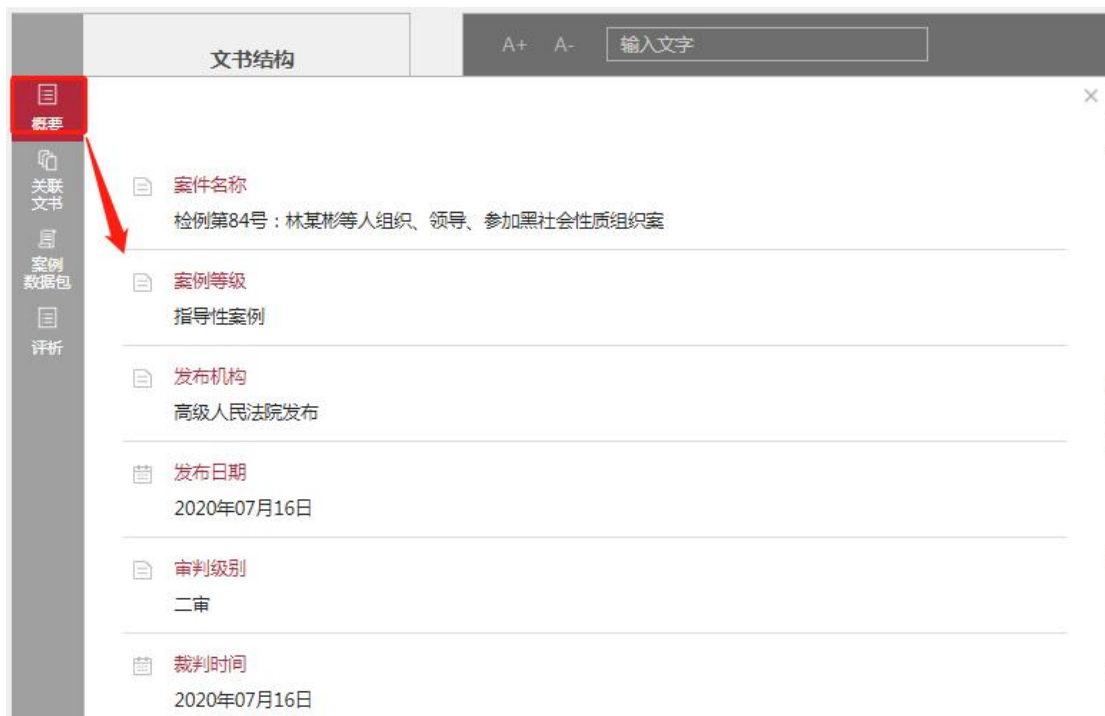 文书结构
A+ A- 输入文字
概要
关联
文书
案例
数据包
评析
案件名称
检例第84号：林某彬等人组织、领导、参加黑社会性质组织案
案例等级
指导性案例
发布机构
高级人民法院发布
发布日期
2020年07月16日
审判级别
二审
裁判时间
2020年07月16日